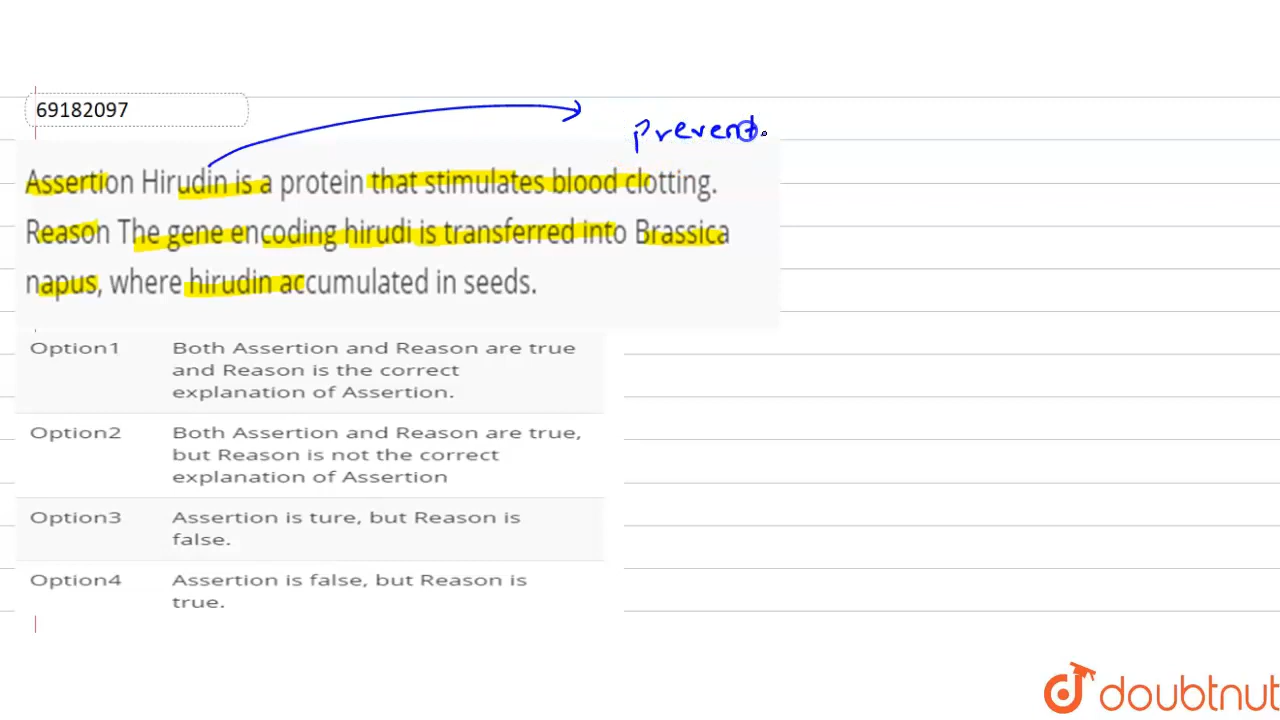 69182097
prevent.
Assertion Hirudin is a protein that stimulates blood clotting.
Reason The gene encoding hirudi is transferred into Brassica
napus, where hirudin accumulated in seeds.
Option1 Both Assertion and Reason are true
and Reason is the correct
explanation of Assertion.
Option2 Both Assertion and Reason are true,
but Reason is not the correct
explanation of Assertion
Option3 Assertion is ture, but Reason is
false.
Option4 Assertion is false, but Reason is
true.
doubtnut